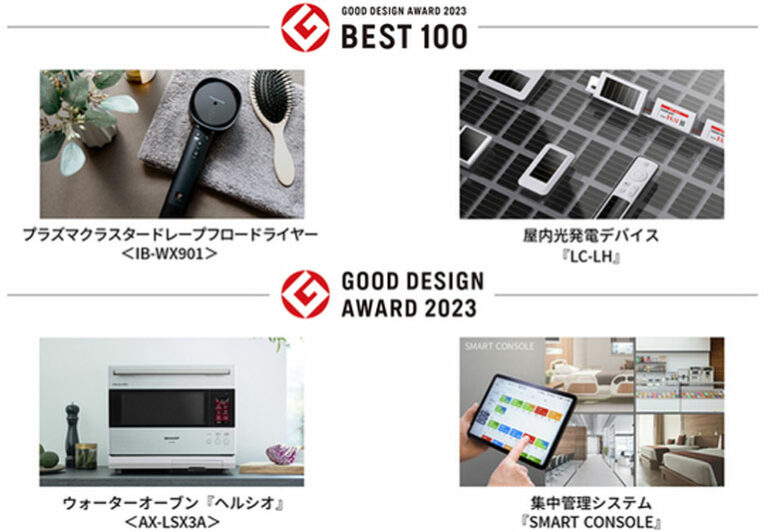 GOOD DESIGN AWARD 2023
BEST 100
プラズマクラスタードレープフロードライヤー
＜IB-WX901＞
屋内光発電デバイス
『LC-LH』
GOOD DESIGN
AWARD 2023
SHARP
SMART CONSOLE
ウォーターオーブン『ヘルシオ』
＜AX-LSX3A＞
集中管理システム
『SMART CONSOLE』